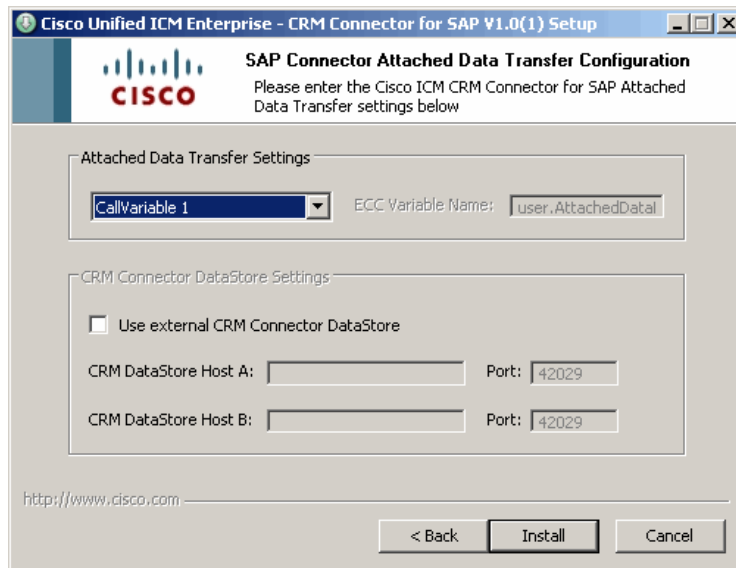 Cisco Unified ICM Enterprise - CRM Connector for SAP V1.0(1) Setup
CISCO
SAP Connector Attached Data Transfer Configuration
Please enter the Cisco ICM CRM Connector for SAP Attached
Data Transfer settings below
Attached Data Transfer Settings
CallVariable 1
ECC Variable Name: user.AttachedDataI
CRM Connector DataStore Settings
Use external CRM Connector DataStore
CRM DataStore Host A: Port: 42029
CRM DataStore Host B: Port: 42029
http://www.cisco.com
< Back Install Cancel